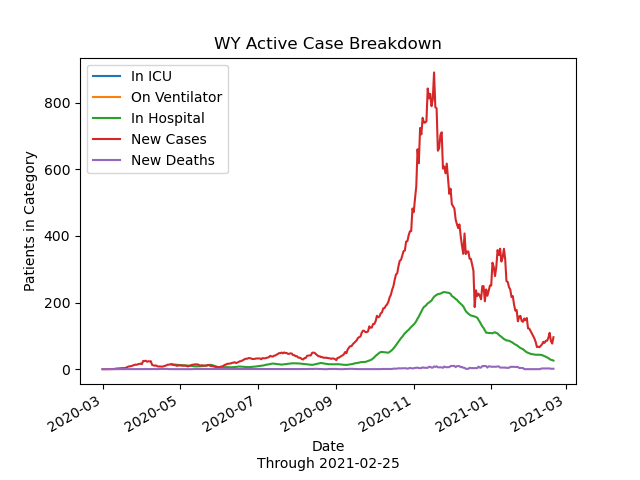 WY Active Case Breakdown
In ICU
On Ventilator
In Hospital
New Cases
New Deaths
Patients in Category
800
600
400
200
0
2020-03
2020-05
2020-07
2020-09
2020-11
2021-01
2021-03
Date
Through 2021-02-25